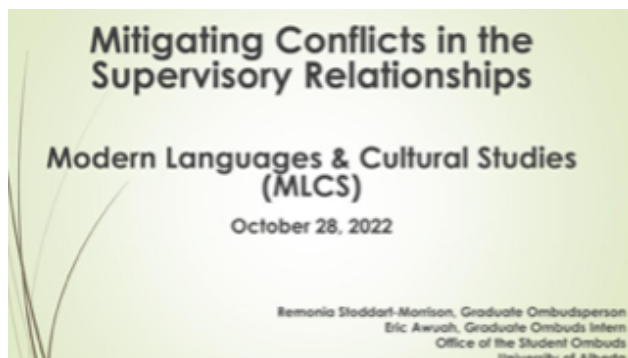 Mitigating Conflicts in the
Supervisory Relationships
Modern Languages & Cultural Studies
(MLCS)
October 28, 2022
Remonia Stoddart-Morrison, Graduate Ombudsperson
Eric Awuah, Graduate Ombuds Intern
Office of the Student Ombuds
University of Alberta